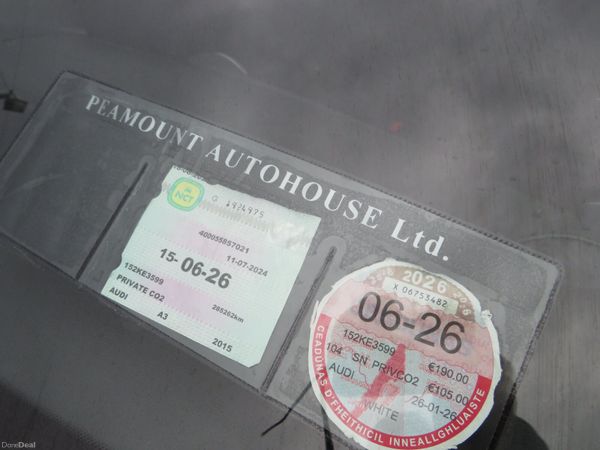 PEAMOUNT AUTOHOUSE Ltd.
NCT
G 1924975
400055857021
11-07-2024
15-06-26
152KE3599
PRIVATE CO2
285262km
AUDI A3
2015
2026
X 06753482
06-26
152KE3599
€190.00
104 SN PRIVCO2
€105.00
AUDI
26-01-26
WHITE
CEADUNAS D'FHEITHICIL INNEALLGHLUAISTE
DoneDeal